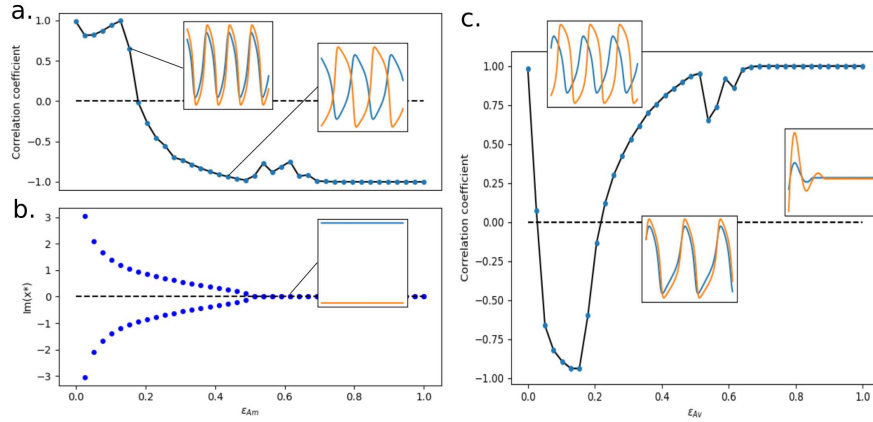 a.
Correlation coefficient
1.0
0.5
0.0
−0.5
−1.0
b.
Im(x*)
3
2
1
0
−1
−2
−3
0.0 0.2 0.4 0.6 0.8 1.0
εAm
c.
Correlation coefficient
1.00
0.75
0.50
0.25
0.00
−0.25
−0.50
−0.75
−1.00
0.0 0.2 0.4 0.6 0.8 1.0
εAv